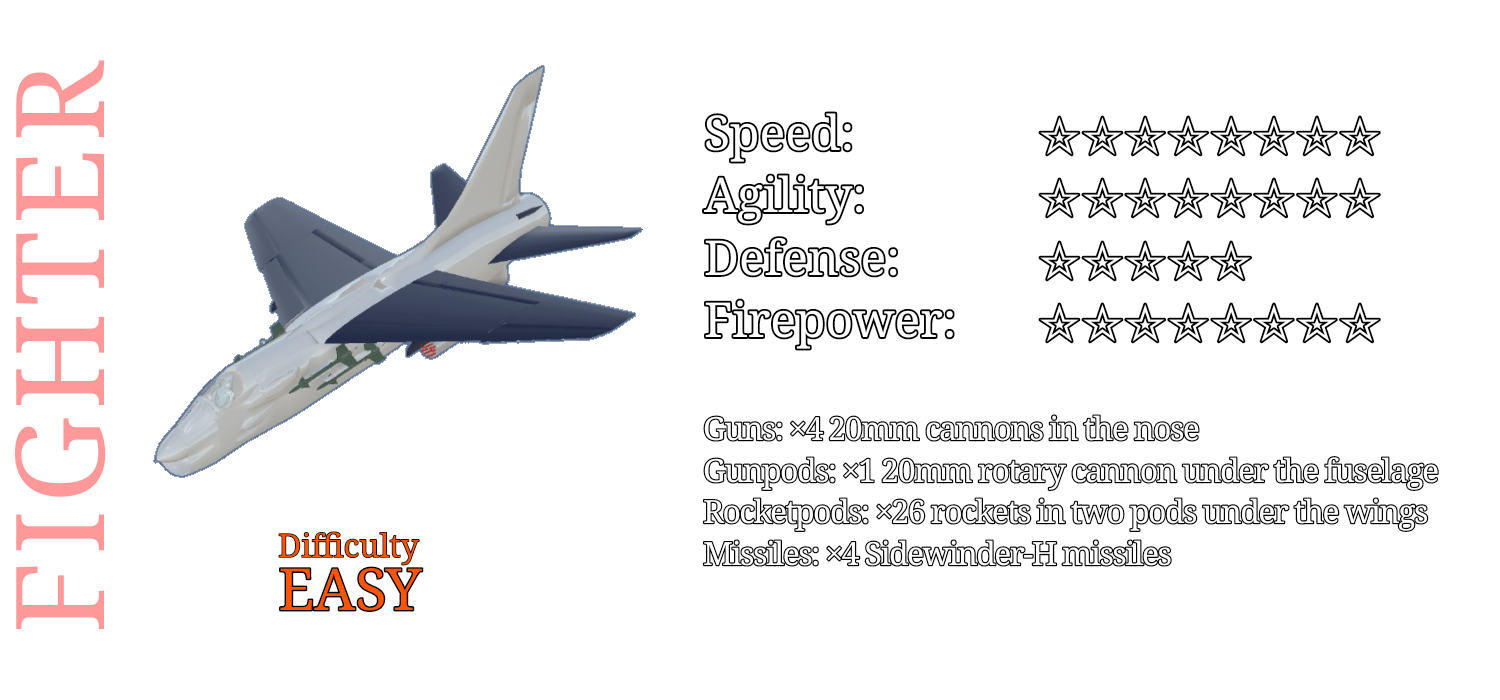 FIGHTER
Speed: ☆☆☆☆☆☆☆☆
Agility: ☆☆☆☆☆☆☆☆
Defense: ☆☆☆☆☆
Firepower: ☆☆☆☆☆☆☆☆
Guns: ×4 20mm cannons in the nose
Gunpods: ×1 20mm rotary cannon under the fuselage
Rocketpods: ×26 rockets in two pods under the wings
Missiles: ×4 Sidewinder-H missiles
Difficulty
EASY